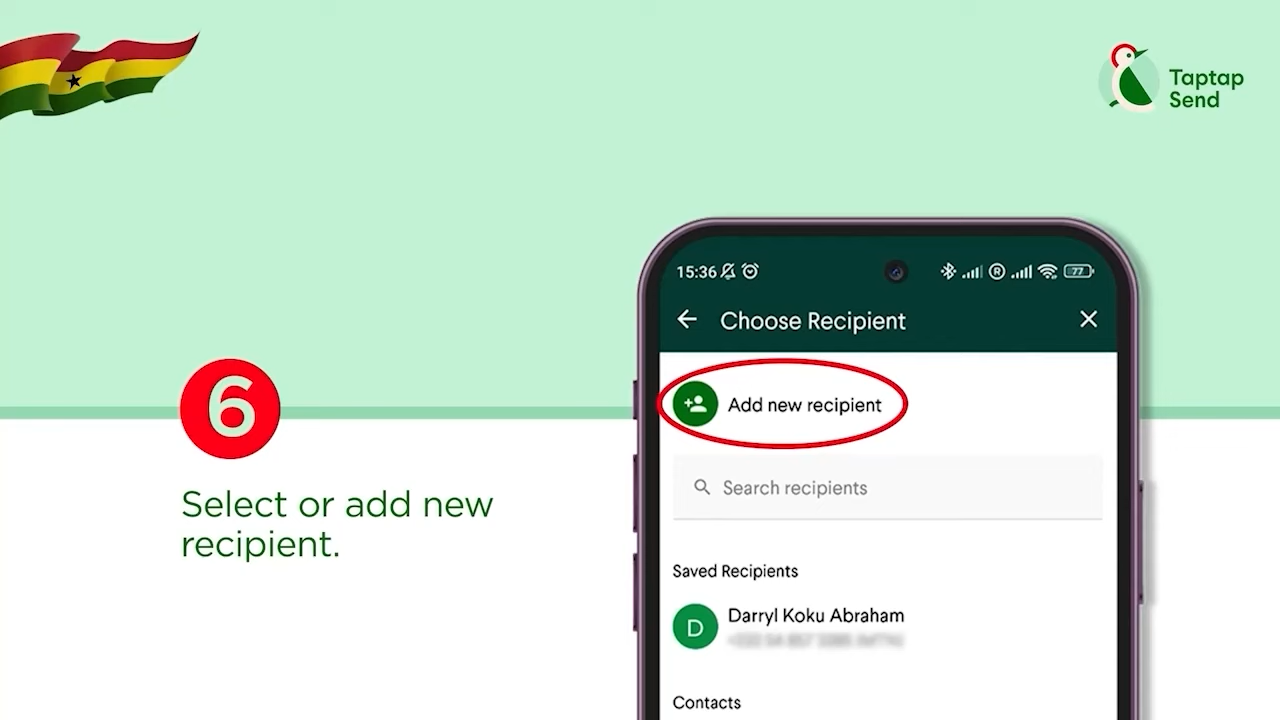 Taptap
Send
15:36
77
Choose Recipient
Add new recipient
Search recipients
Saved Recipients
D
Darryl Koku Abraham
Contacts
6
Select or add new
recipient.